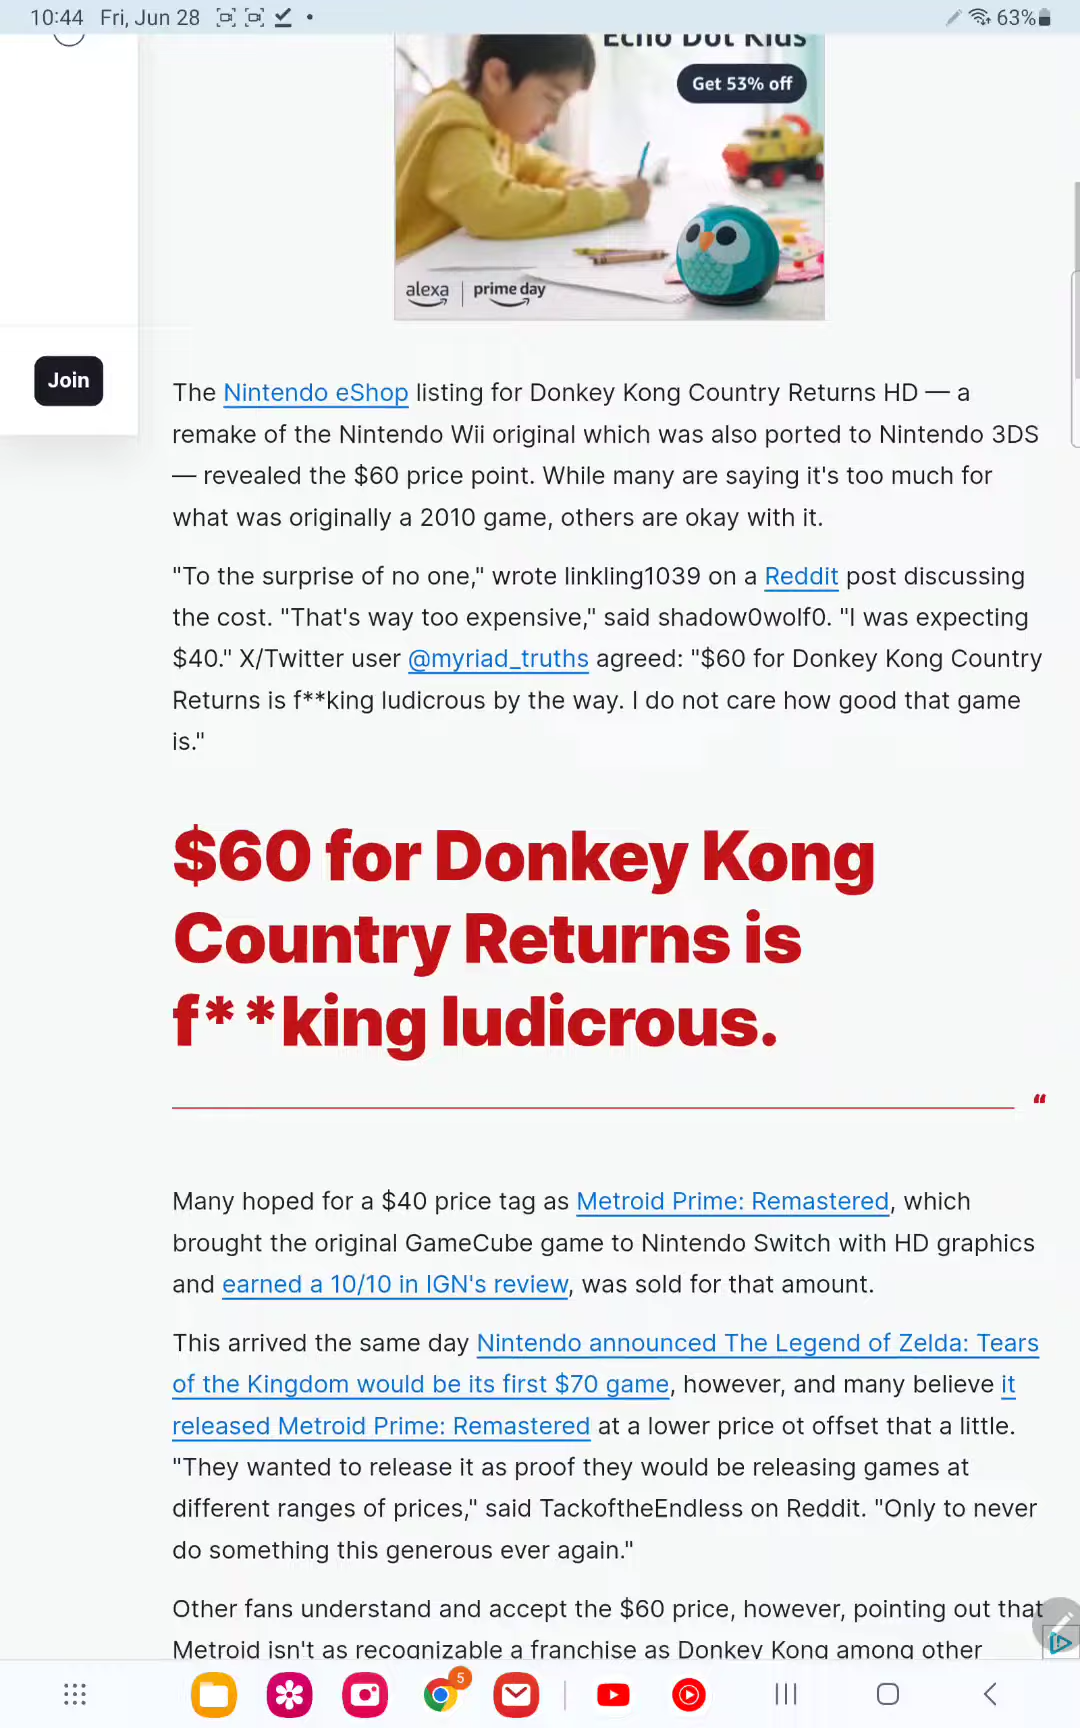 10:44 Fri, Jun 28
63%
Echo Dot Kids
Get 53% off
alexa | prime day
Join
The Nintendo eShop listing for Donkey Kong Country Returns HD — a
remake of the Nintendo Wii original which was also ported to Nintendo 3DS
— revealed the $60 price point. While many are saying it's too much for
what was originally a 2010 game, others are okay with it.
"To the surprise of no one," wrote linkling1039 on a Reddit post discussing
the cost. "That's way too expensive," said shadow0wolf0. "I was expecting
$40." X/Twitter user @myriad_truths agreed: "$60 for Donkey Kong Country
Returns is f**king ludicrous by the way. I do not care how good that game
is."
$60 for Donkey Kong
Country Returns is
f**king ludicrous.
“
Many hoped for a $40 price tag as Metroid Prime: Remastered, which
brought the original GameCube game to Nintendo Switch with HD graphics
and earned a 10/10 in IGN's review, was sold for that amount.
This arrived the same day Nintendo announced The Legend of Zelda: Tears
of the Kingdom would be its first $70 game, however, and many believe it
released Metroid Prime: Remastered at a lower price ot offset that a little.
"They wanted to release it as proof they would be releasing games at
different ranges of prices," said TackoftheEndless on Reddit. "Only to never
do something this generous ever again."
Other fans understand and accept the $60 price, however, pointing out that
Metroid isn't as recognizable a franchise as Donkey Kong among other
5